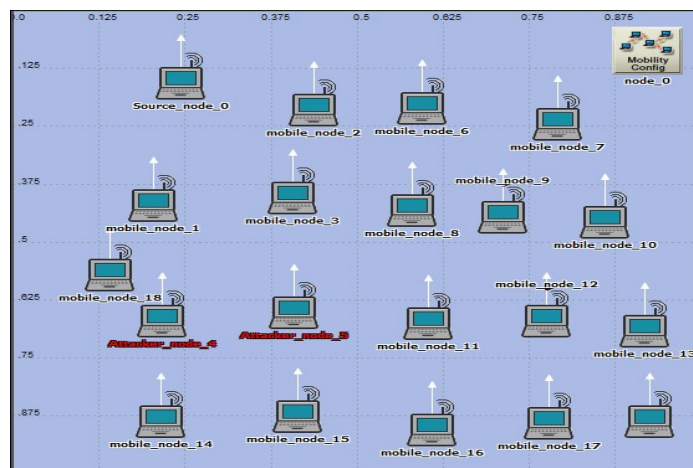 0.0 0.125 0.25 0.375 0.5 0.625 0.75 0.875
.125
Mobility
Config
node_0
Source_node_0
mobile_node_2
mobile_node_6
mobile_node_7
.25
.375
mobile_node_9
mobile_node_1
mobile_node_3
mobile_node_8
mobile_node_10
.5
mobile_node_18
mobile_node_12
.625
Attacker_node_4
Attacker_node_5
mobile_node_11
mobile_node_13
.75
.875
mobile_node_14
mobile_node_15
mobile_node_16
mobile_node_17